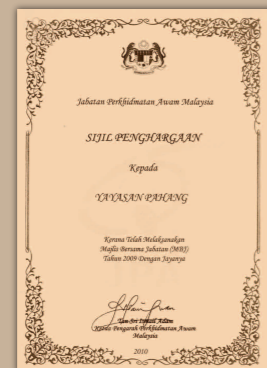 Jabatan Perkhidmatan Awam Malaysia
SIJIL PENGHARGAAN
Kepada
YAYASAN PAHANG
Kerana Telah Melaksanakan
Majlis Bersama Jabatan (MBJ)
Tahun 2009 Dengan Jayanya
Tan Sri Ismail Adam
Ketua Pengarah Perkhidmatan Awam
Malaysia
2010